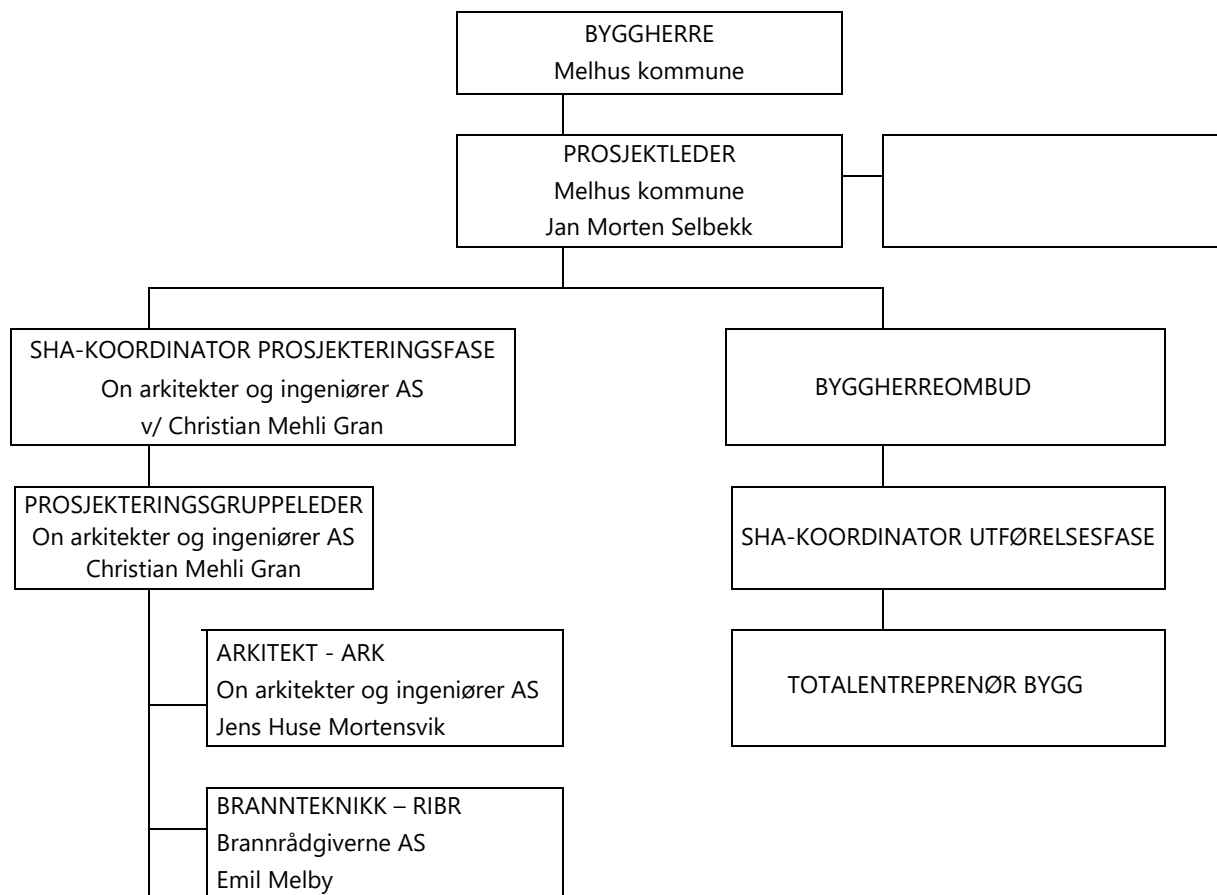 BYGGHERRE
Melhus kommune
PROSJEKTLEDER
Melhus kommune
Jan Morten Selbekk
SHA-KOORDINATOR PROSJEKTERINGSFASE
On arkitekter og ingeniører AS
v/ Christian Mehli Gran
PROSJEKTERINGSGRUPPELEDER
On arkitekter og ingeniører AS
Christian Mehli Gran
ARKITEKT - ARK
On arkitekter og ingeniører AS
Jens Huse Mortensvik
BRANNTEKNIKK – RIBR
Brannrådgiverne AS
Emil Melby
BYGGHERREOMBUD
SHA-KOORDINATOR UTFØRELSESFASE
TOTALENTREPRENØR BYGG